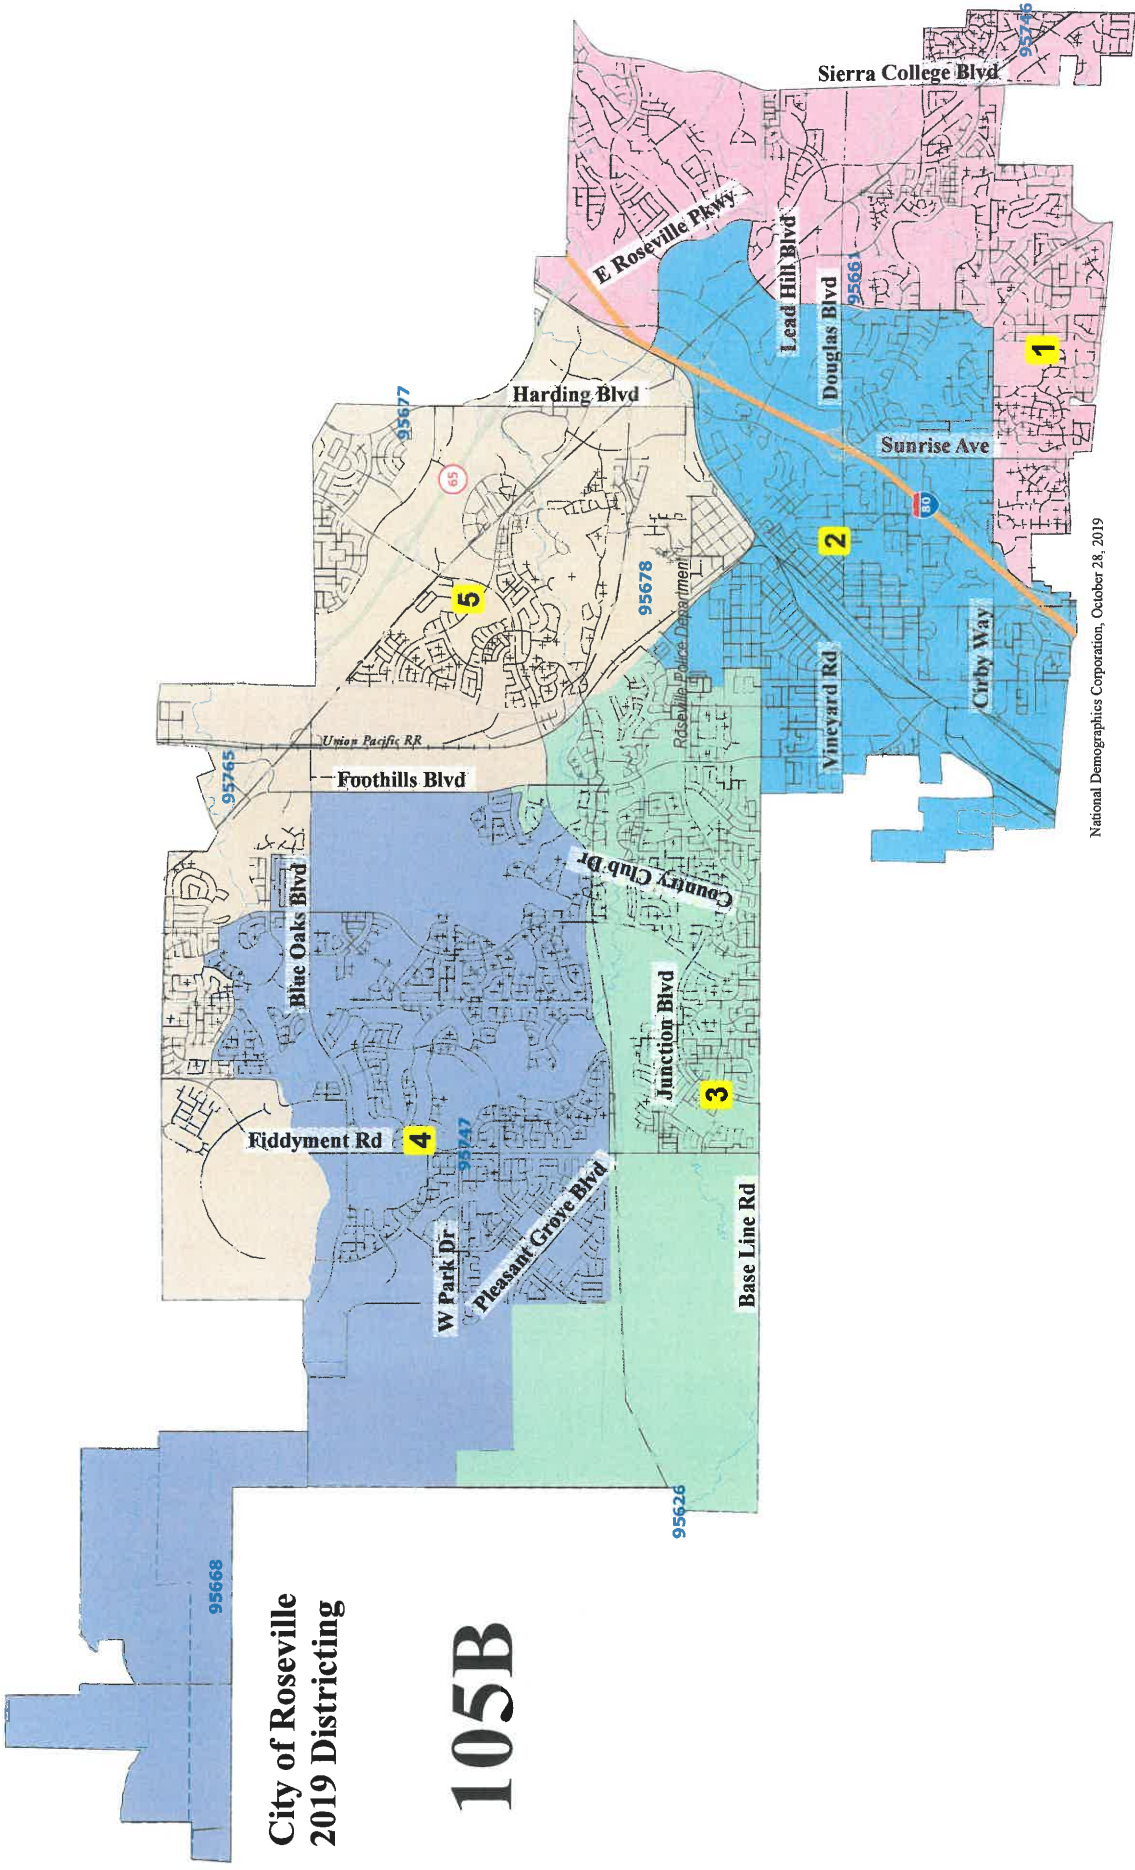 City of Roseville
2019 Districting
105B
95668
95626
95765
95677
95678
95747
95661
95746
Blue Oaks Blvd
Fiddyment Rd
W Park Dr
Pleasant Grove Blvd
Base Line Rd
Junction Blvd
Country Club Dr
Foothills Blvd
Union Pacific RR
Roseville Police Department
Harding Blvd
65
80
E Roseville Pkwy
Lead Hill Blvd
Douglas Blvd
Sunrise Ave
Sierra College Blvd
Vineyard Rd
Cirby Way
1
2
3
4
5
National Demographics Corporation, October 28, 2019